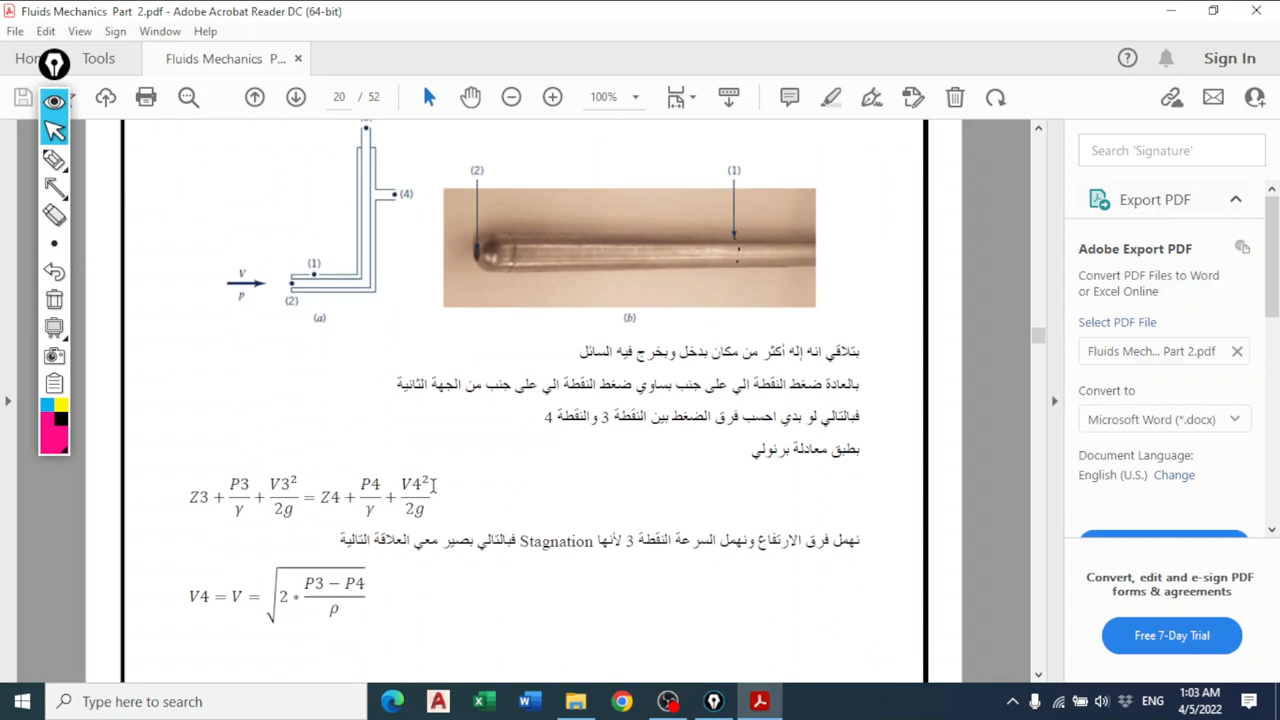 Fluids Mechanics Part 2.pdf - Adobe Acrobat Reader DC (64-bit)
File Edit View Sign Window Help
Tools Fluids Mechanics P... Sign In
20 / 52 100%
Search 'Signature'
Export PDF
Adobe Export PDF
Convert PDF Files to Word
or Excel Online
Select PDF File
Fluids Mech... Part 2.pdf
Convert to
Microsoft Word (*.docx)
Document Language:
English (U.S.) Change
Convert, edit and e-sign PDF
forms & agreements
Free 7-Day Trial
(4)
(1)
V
p
(2)
(a)
(2) (1)
(b)
بتلاقي انه إله أكثر من مكان بدخل وبخرج فيه السائل
بالعادة ضغط النقطة الي على جنب بساوي ضغط النقطة الي على جنب من الجهة الثانية
فبالتالي لو بدي احسب فرق الضغط بين النقطة 3 والنقطة 4
بطبق معادلة برنولي
Z3 + P3/γ + V3²/2g = Z4 + P4/γ + V4²/2g
نهمل فرق الارتفاع ونهمل السرعة النقطة 3 لأنها Stagnation فبالتالي بصير معي العلاقة التالية
V4 = V = √(2 * (P3 − P4)/ρ)
Type here to search
ENG
1:03 AM
4/5/2022